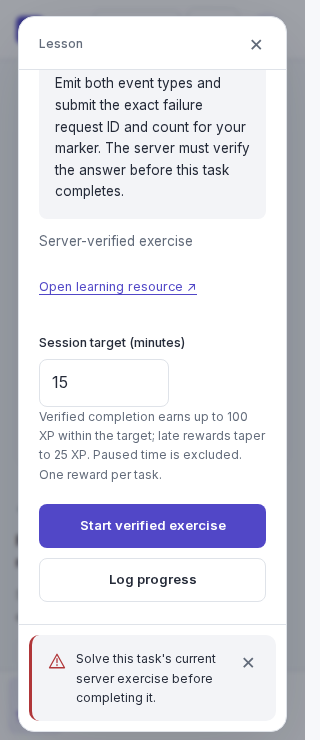 Lesson
Emit both event types and
submit the exact failure
request ID and count for your
marker. The server must verify
the answer before this task
completes.
Server-verified exercise
Open learning resource ↗
Session target (minutes)
15
Verified completion earns up to 100
XP within the target; late rewards taper
to 25 XP. Paused time is excluded.
One reward per task.
Start verified exercise
Log progress
Solve this task's current
server exercise before
completing it.